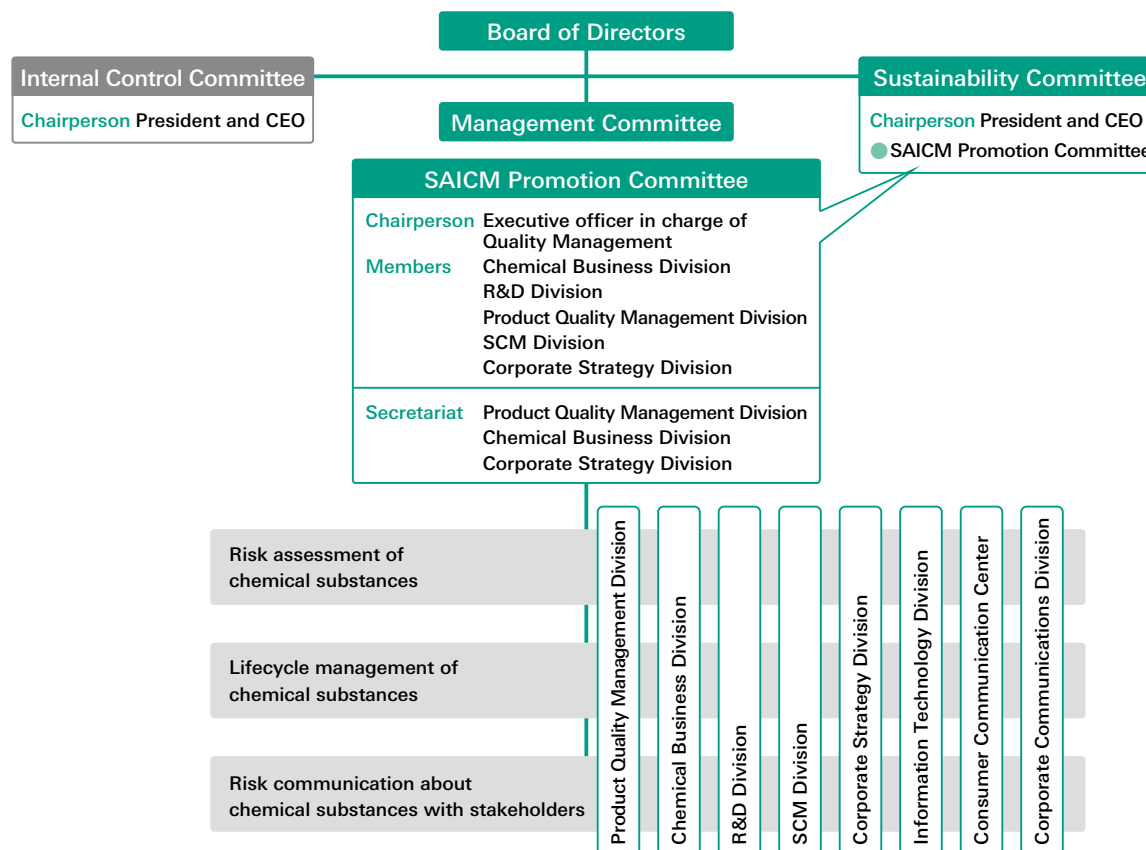 Board of Directors
Internal Control Committee
Chairperson President and CEO
Sustainability Committee
Chairperson President and CEO
SAICM Promotion Committee
Management Committee
SAICM Promotion Committee
Chairperson Executive officer in charge of
Quality Management
Members Chemical Business Division
R&D Division
Product Quality Management Division
SCM Division
Corporate Strategy Division
Secretariat Product Quality Management Division
Chemical Business Division
Corporate Strategy Division
Risk assessment of
chemical substances
Lifecycle management of
chemical substances
Risk communication about
chemical substances with stakeholders
Product Quality Management Division
Chemical Business Division
R&D Division
SCM Division
Corporate Strategy Division
Information Technology Division
Consumer Communication Center
Corporate Communications Division